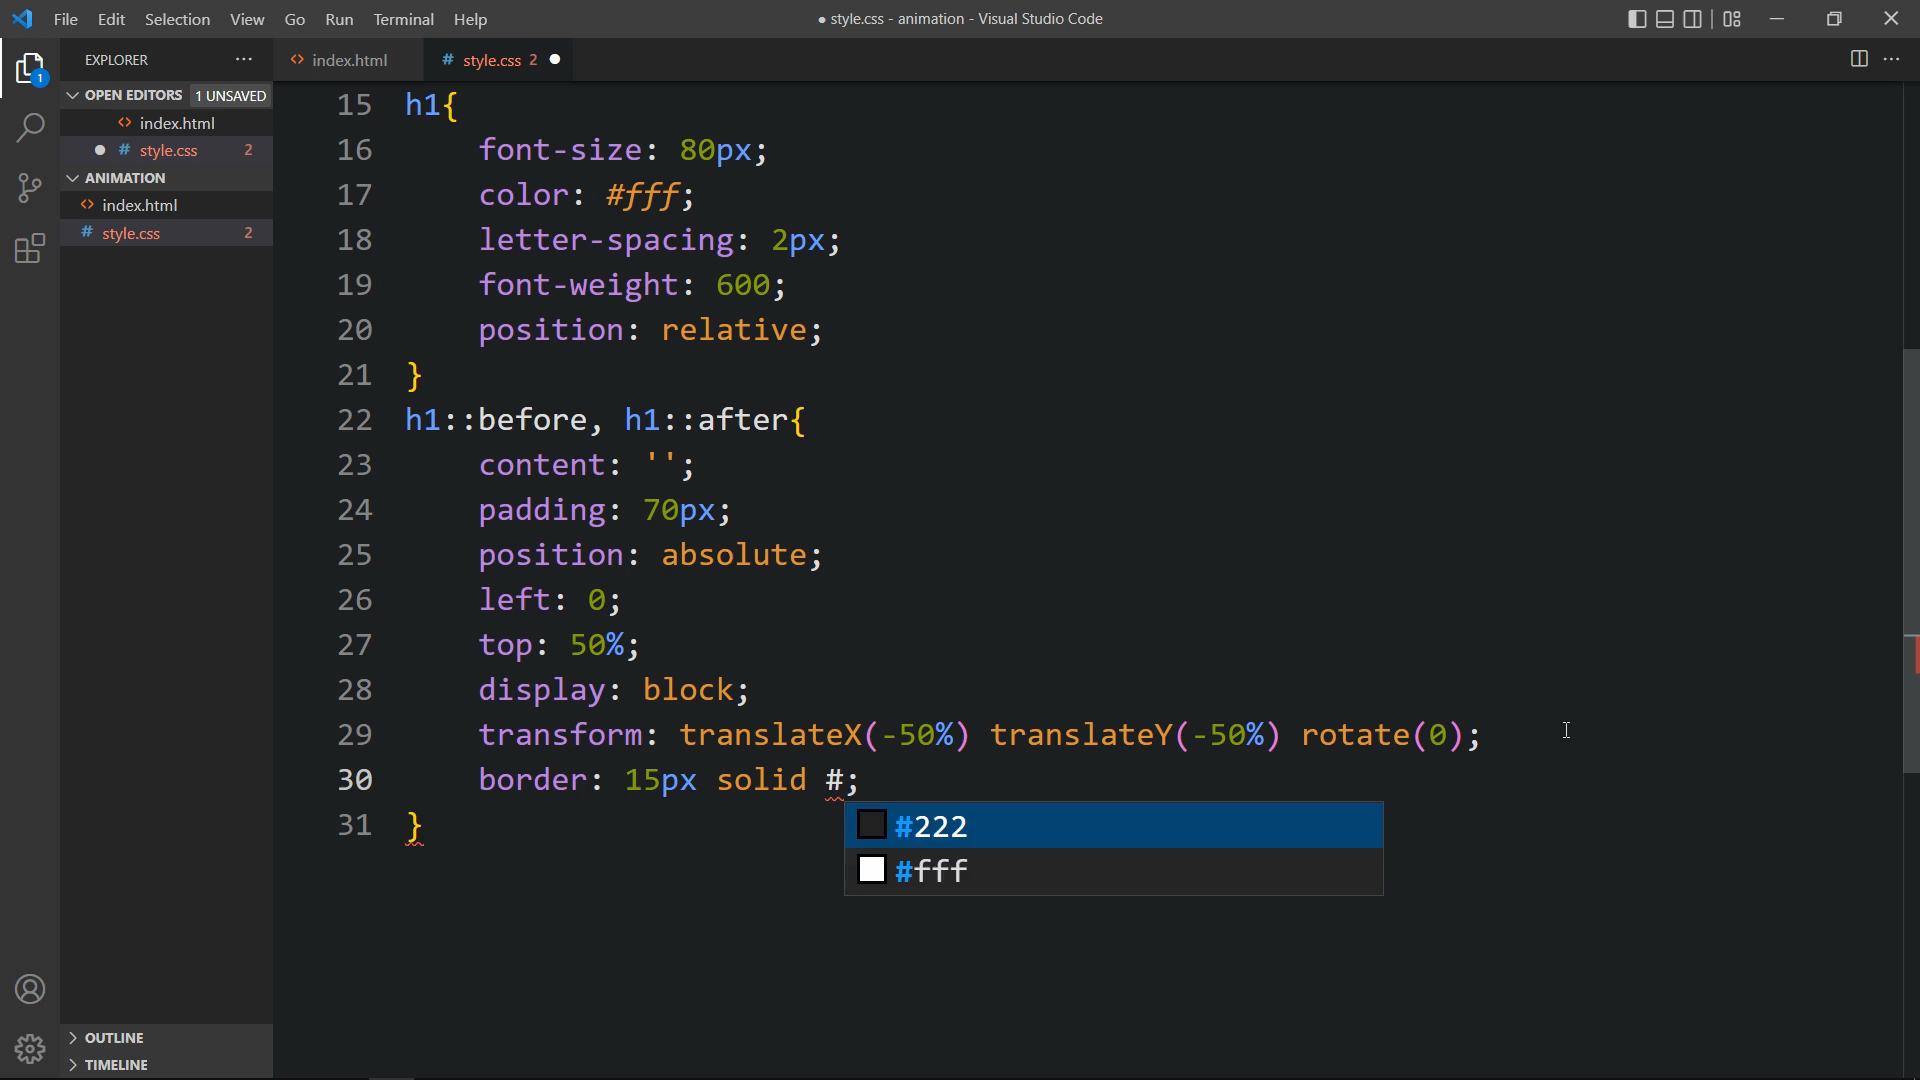 File Edit Selection View Go Run Terminal Help
● style.css - animation - Visual Studio Code
1
EXPLORER ···
OPEN EDITORS 1 UNSAVED
<> index.html
● # style.css 2
ANIMATION
<> index.html
# style.css 2
OUTLINE
TIMELINE
<> index.html
# style.css 2 ●
···
15 h1{
16 font-size: 80px;
17 color: #fff;
18 letter-spacing: 2px;
19 font-weight: 600;
20 position: relative;
21 }
22 h1::before, h1::after{
23 content: '';
24 padding: 70px;
25 position: absolute;
26 left: 0;
27 top: 50%;
28 display: block;
29 transform: translateX(-50%) translateY(-50%) rotate(0);
30 border: 15px solid #;
31 }
#222
#fff